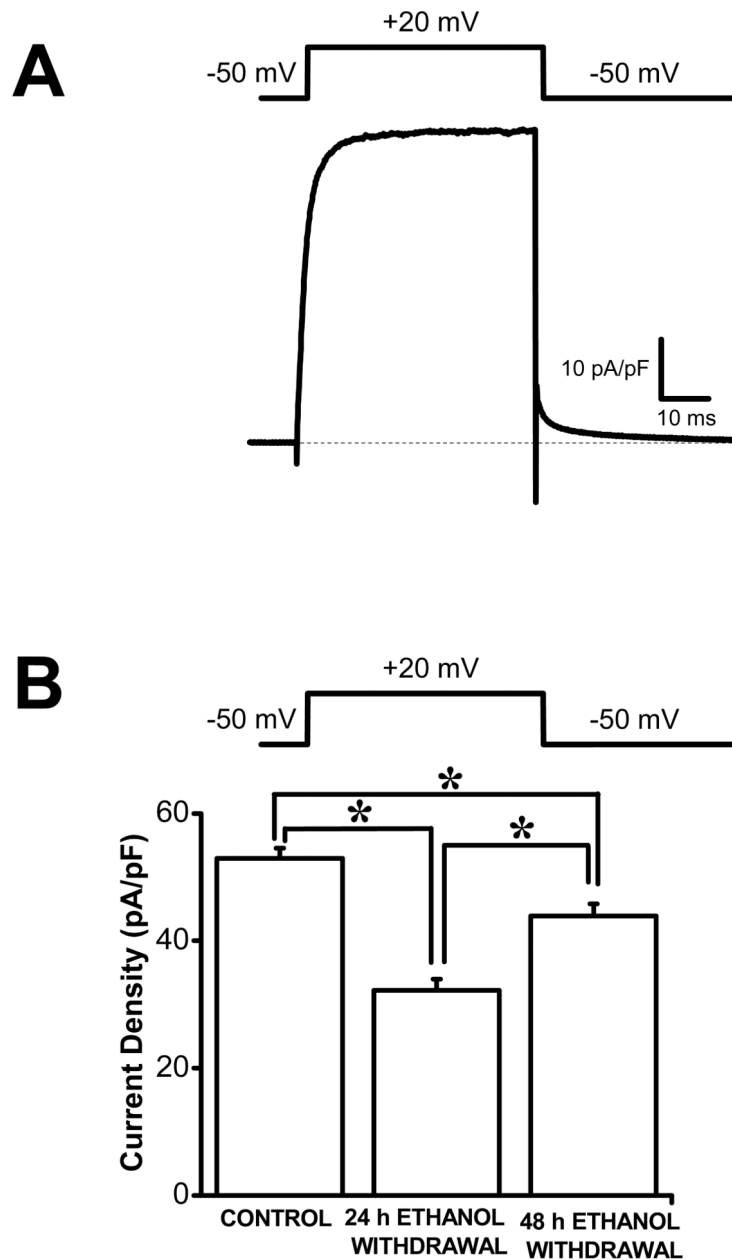 A
+20 mV
-50 mV
-50 mV
10 pA/pF
10 ms
B
+20 mV
-50 mV
-50 mV
*
*
*
60
40
20
0
Current Density (pA/pF)
CONTROL
24 h ETHANOL
WITHDRAWAL
48 h ETHANOL
WITHDRAWAL